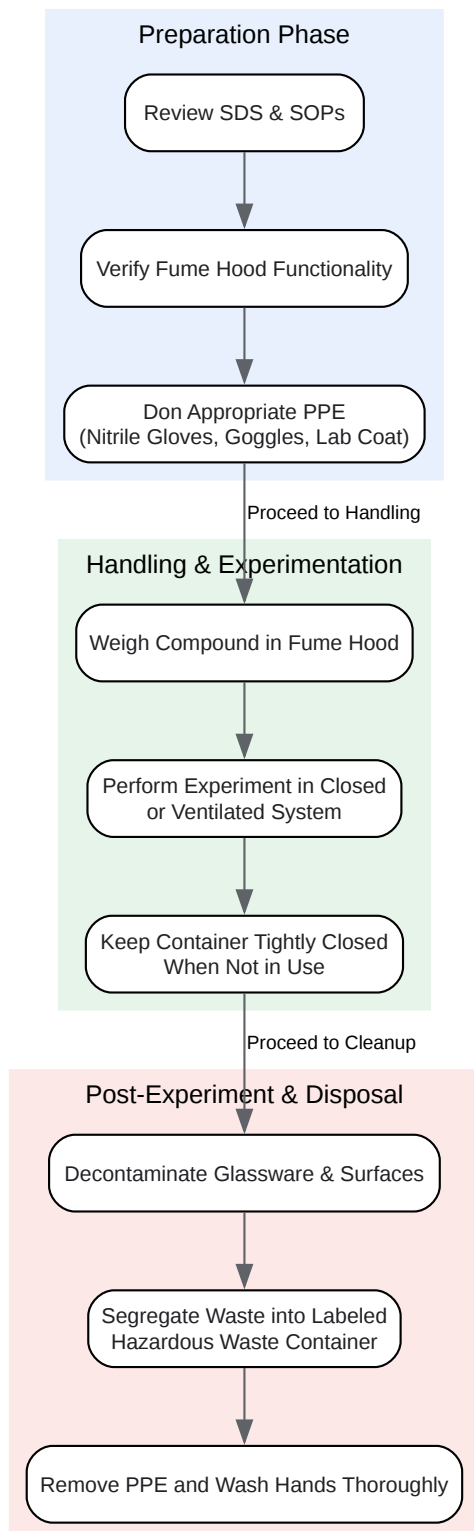 Preparation Phase
Review SDS & SOPs
Verify Fume Hood Functionality
Don Appropriate PPE
(Nitrile Gloves, Goggles, Lab Coat)
Proceed to Handling
Handling & Experimentation
Weigh Compound in Fume Hood
Perform Experiment in Closed
or Ventilated System
Keep Container Tightly Closed
When Not in Use
Proceed to Cleanup
Post-Experiment & Disposal
Decontaminate Glassware & Surfaces
Segregate Waste into Labeled
Hazardous Waste Container
Remove PPE and Wash Hands Thoroughly